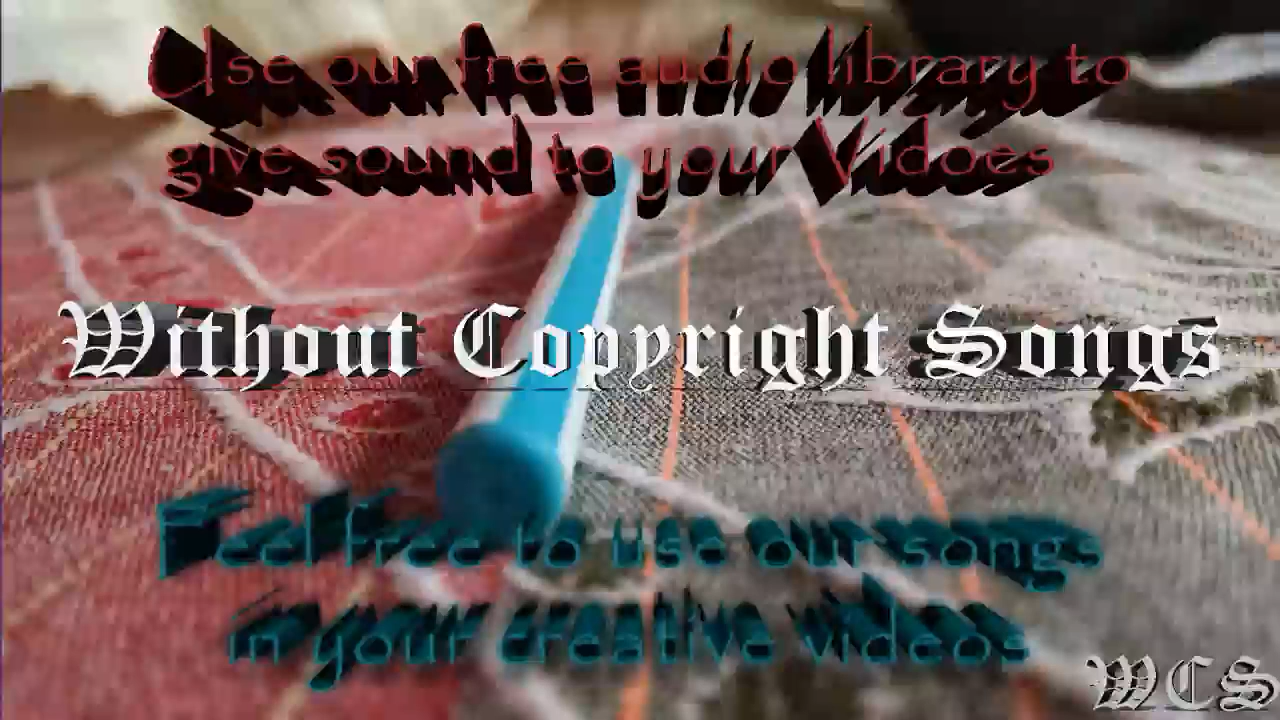 Use our free audio library to
give sound to your Vidoes
Without Copyright Songs
Feel free to use our songs
in your creative videos
WCS